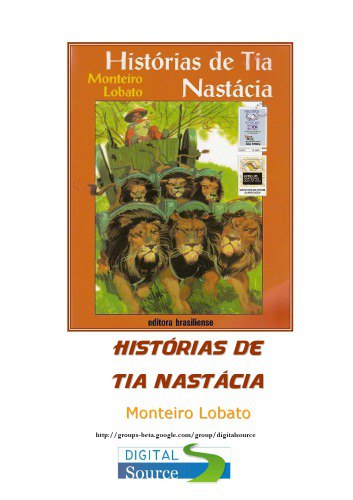 Histórias de Tia
Nastácia
Monteiro
Lobato
editora brasiliense
HISTÓRIAS DE
TIA NASTÁCIA
Monteiro Lobato
http://groups-beta.google.com/group/digitalsource
DIGITAL
Source